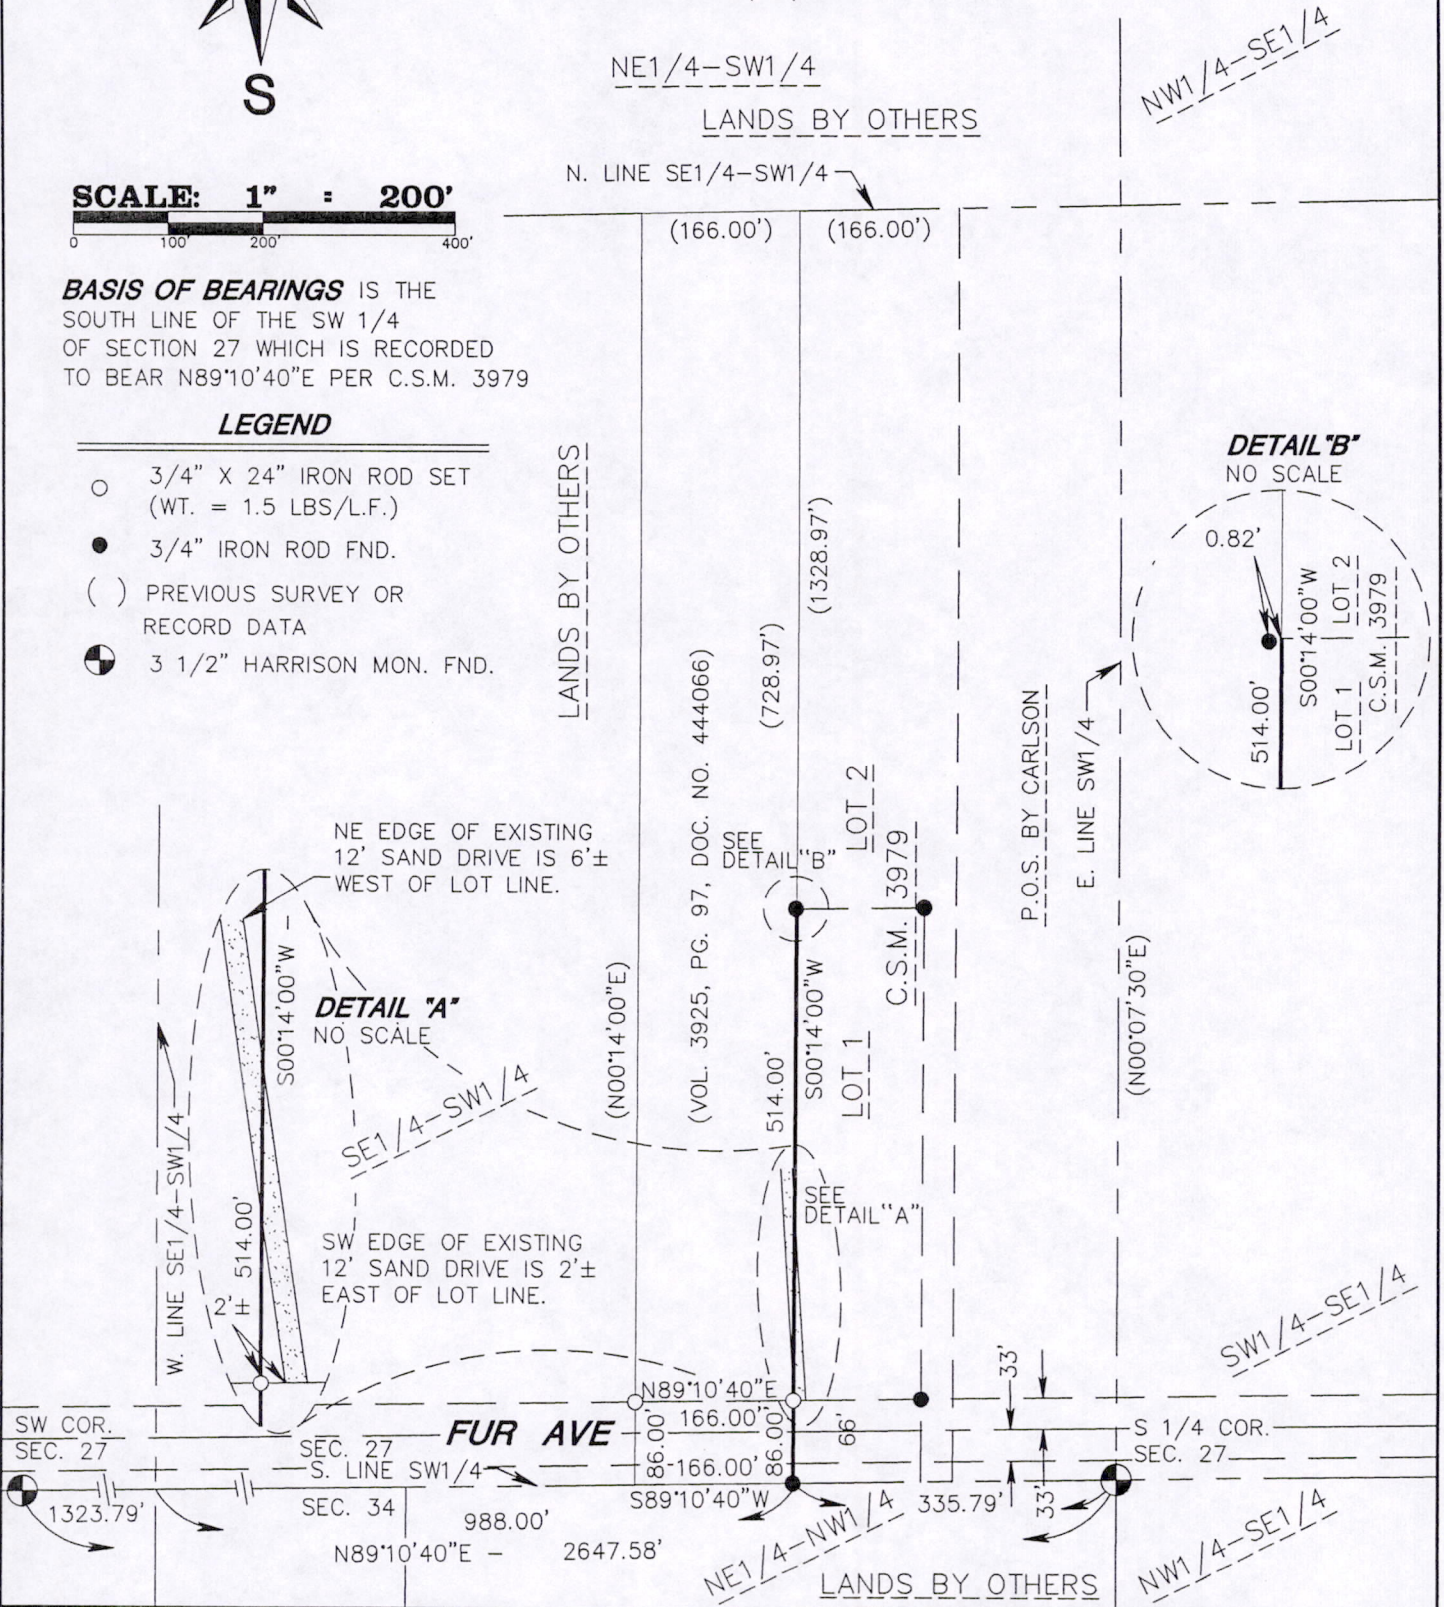 S
SCALE: 1" = 200'
0 100' 200' 400'
BASIS OF BEARINGS IS THE
SOUTH LINE OF THE SW 1/4
OF SECTION 27 WHICH IS RECORDED
TO BEAR N89°10'40"E PER C.S.M. 3979
LEGEND
3/4" X 24" IRON ROD SET
(WT. = 1.5 LBS/L.F.)
3/4" IRON ROD FND.
( ) PREVIOUS SURVEY OR
RECORD DATA
3 1/2" HARRISON MON. FND.
NE1/4-SW1/4
LANDS BY OTHERS
NW1/4-SE1/4
N. LINE SE1/4-SW1/4
(166.00')
(166.00')
LANDS BY OTHERS
(1328.97')
(728.97')
(VOL. 3925, PG. 97, DOC. NO. 444066)
(N00°14'00"E)
DETAIL "B"
NO SCALE
0.82'
S00°14'00"W
LOT 2
LOT 1
C.S.M. 3979
514.00'
P.O.S. BY CARLSON
E. LINE SW1/4
(N00°07'30"E)
SEE
DETAIL "B"
LOT 2
C.S.M. 3979
LOT 1
S00°14'00"W
514.00'
NE EDGE OF EXISTING
12' SAND DRIVE IS 6'±
WEST OF LOT LINE.
S00°14'00"W -
DETAIL "A"
NO SCALE
SE1/4-SW1/4
W. LINE SE1/4-SW1/4
514.00'
2'±
SW EDGE OF EXISTING
12' SAND DRIVE IS 2'±
EAST OF LOT LINE.
SEE
DETAIL "A"
SW1/4-SE1/4
N89°10'40"E
166.00'
86.00'
86.00'
66'
33'
33'
FUR AVE
SW COR.
SEC. 27
SEC. 27
S. LINE SW1/4
166.00'
S 1/4 COR.
SEC. 27
S89°10'40"W
SEC. 34
1323.79'
988.00'
335.79'
N89°10'40"E - 2647.58'
NE1/4-NW1/4
LANDS BY OTHERS
NW1/4-SE1/4